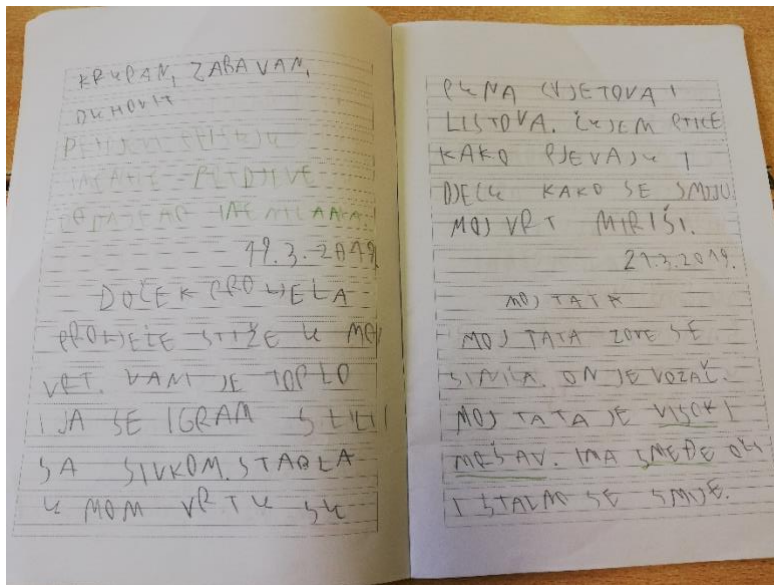 KRUPAN, ZABAVAN,
DUHOVIT
19.3.2019.
DOČEK PROLJEĆA
PROLJEĆE STIŽE U MOJ
VRT. VANI JE TOPLO
I JA SE IGRAM S LILI
SA SIVKOM. STABLA
U MOM VRTU SU
PUNA CVJETOVA I
LISTOVA. ČUJEM PTICE
KAKO PJEVAJU I
DJECU KAKO SE SMIJU
MOJ VRT MIRIŠI.
21.3.2019.
MOJ TATA
MOJ TATA ZOVE SE
SINIŠA. ON JE VOZAČ.
MOJ TATA JE VISOK I
MRŠAV. IMA SMEĐE OČI
I STALNO SE SMIJE.